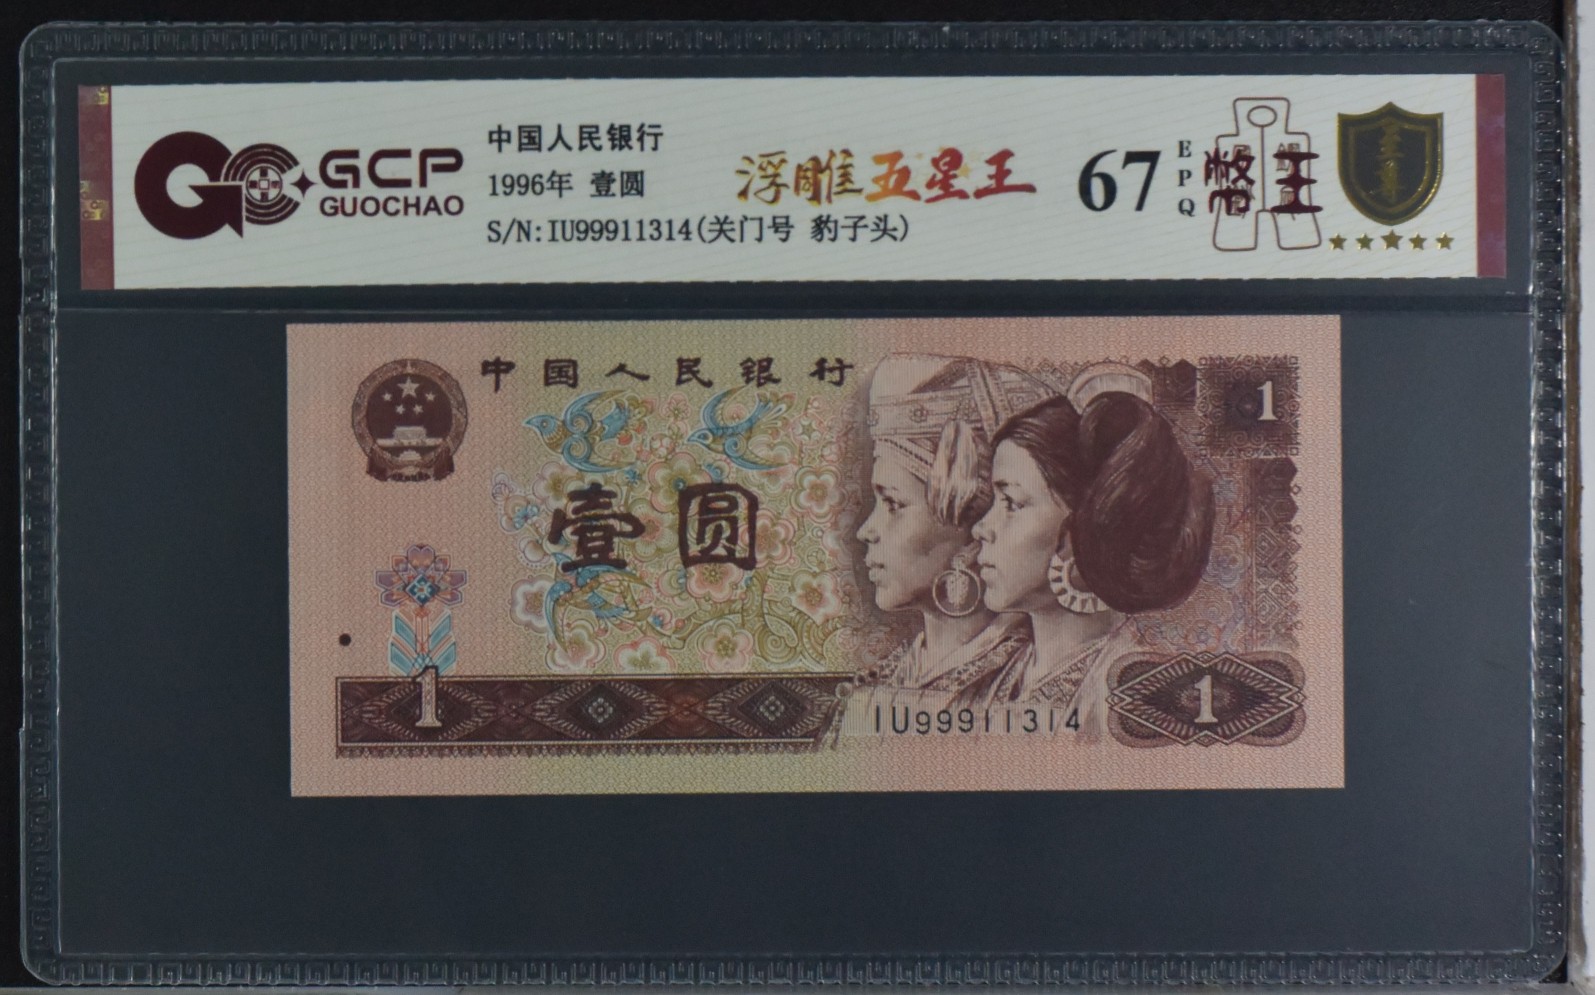 GCP
GUOCHAO
中国人民银行
1996年 壹圆
S/N:IU99911314(关门号 豹子头)
浮雕五星王
67
EPQ
至尊
中国人民银行
1
壹圆
1
IU99911314
1